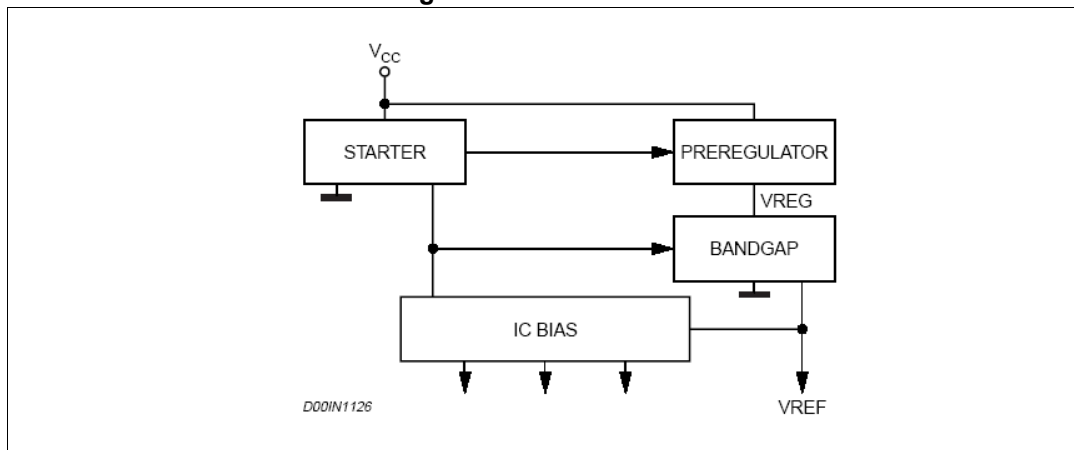 g
VCC
STARTER
PREREGULATOR
VREG
BANDGAP
IC BIAS
D00IN1126
VREF